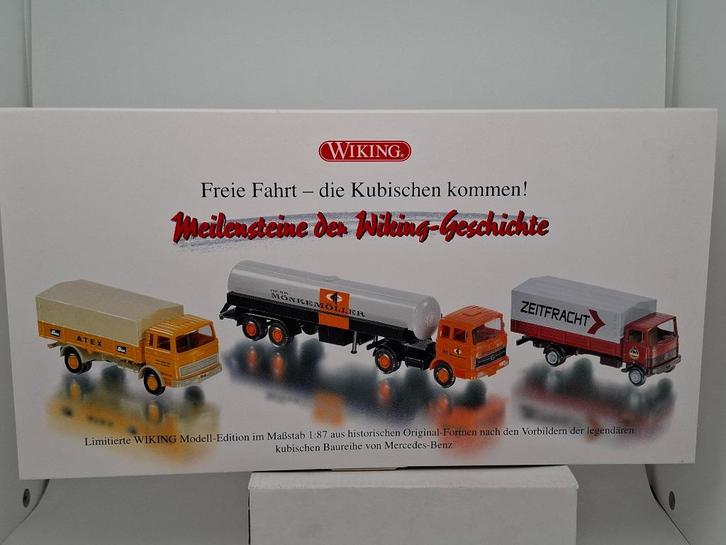 WIKING
Freie Fahrt – die Kubischen kommen!
Meilensteine der Wiking-Geschichte
ATEX
MÖNKEMÖLLER
ZEITFRACHT
Limitierte WIKING Modell-Edition im Maßstab 1:87 aus historischen Original-Formen nach den Vorbildern der legendären
kubischen Baureihe von Mercedes-Benz